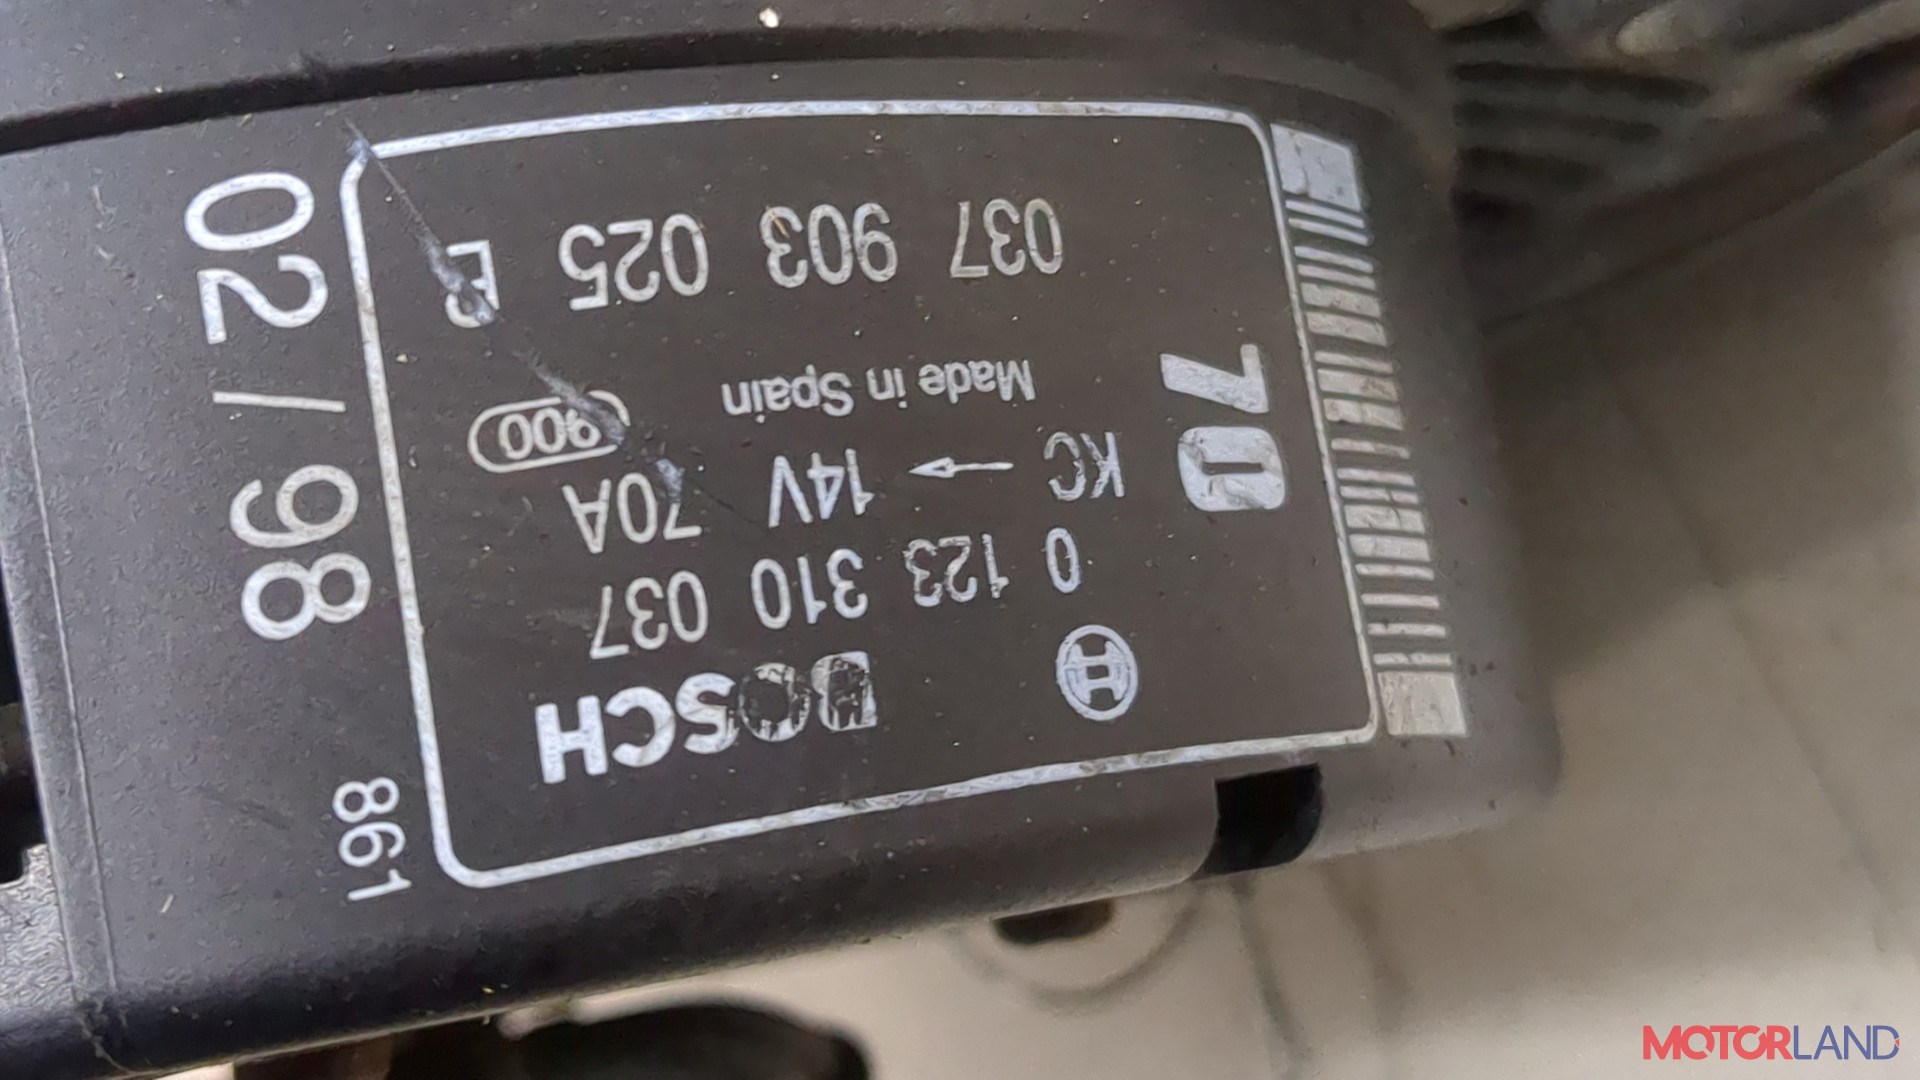 BOSCH
0 123 310 037
KC → 14V 70A
Made in Spain
037 903 025
70
02/98
861
MOTORLAND